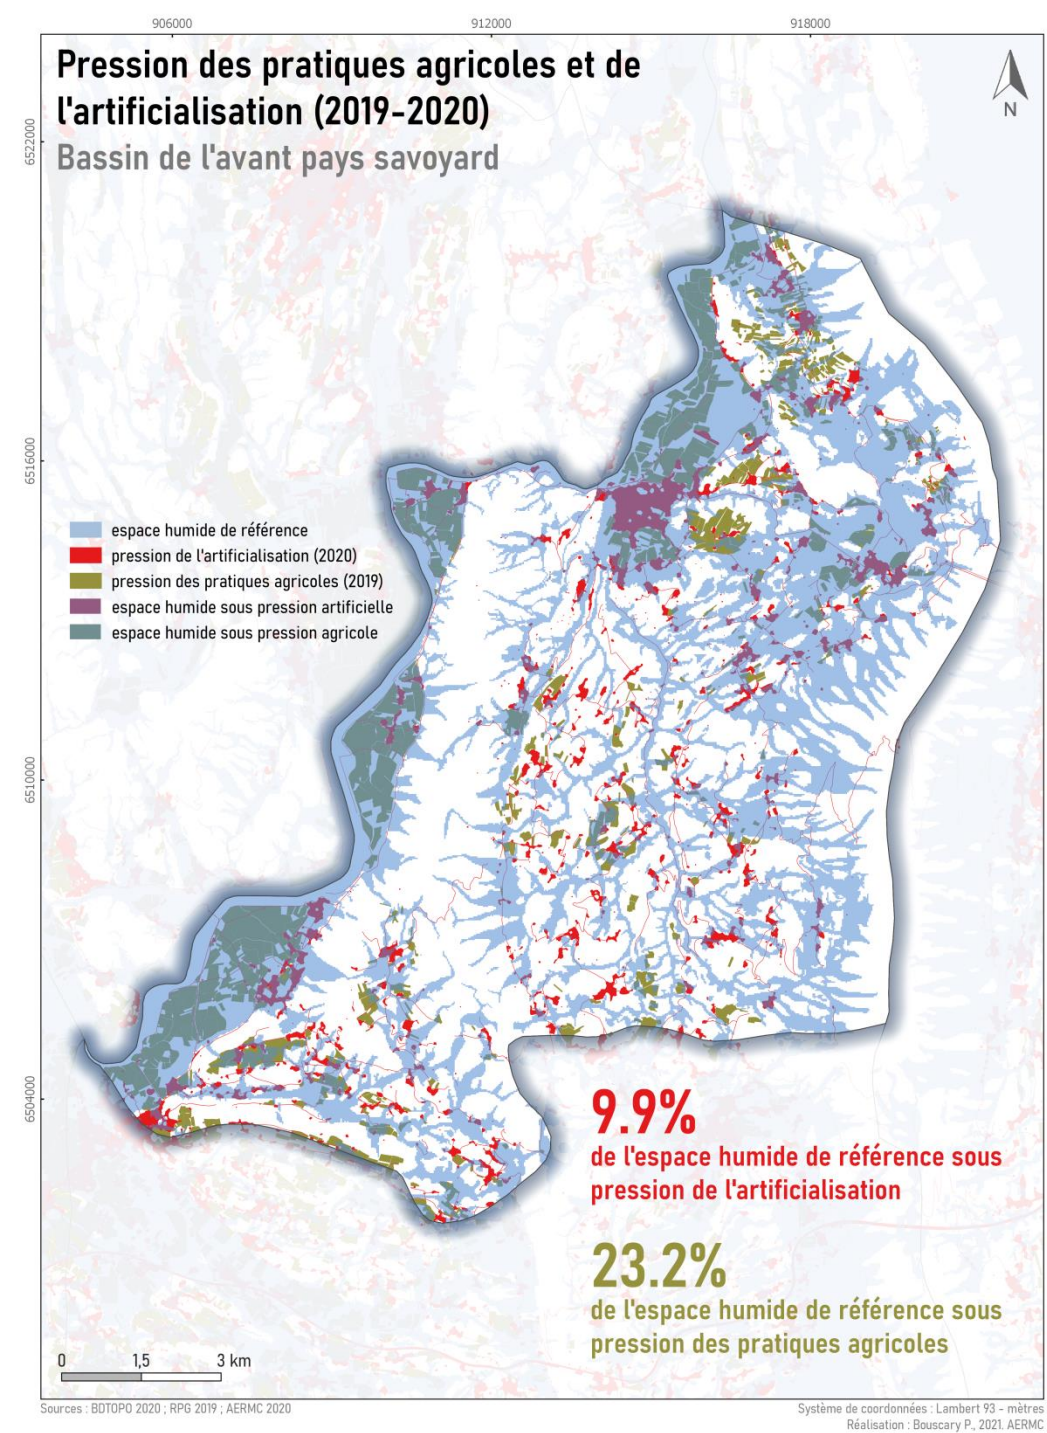 906000
912000
918000
Pression des pratiques agricoles et de
l'artificialisation (2019-2020)
Bassin de l'avant pays savoyard
N
6522000
6516000
espace humide de référence
pression de l'artificialisation (2020)
pression des pratiques agricoles (2019)
espace humide sous pression artificielle
espace humide sous pression agricole
6510000
6504000
9.9%
de l'espace humide de référence sous
pression de l'artificialisation
23.2%
de l'espace humide de référence sous
pression des pratiques agricoles
0 1,5 3 km
Sources : BDTOPO 2020 ; RPG 2019 ; AERMC 2020
Système de coordonnées : Lambert 93 - mètres
Réalisation : Bouscary P., 2021. AERMC